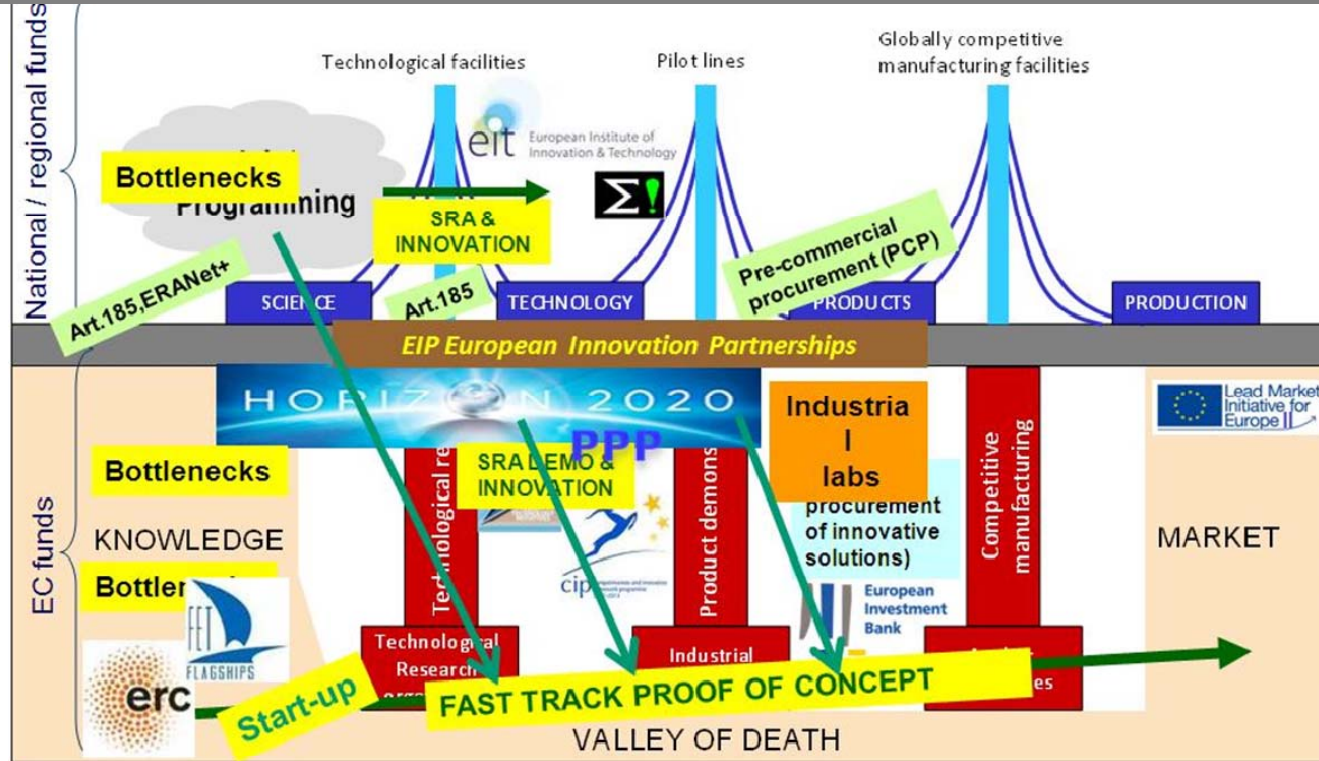 National / regional funds
Technological facilities
Pilot lines
Globally competitive
manufacturing facilities
eit
European Institute of
Innovation & Technology
Σ!
Bottlenecks
Programming
SRA &
INNOVATION
Art.185,ERANet+
Art.185
Pre-commercial
procurement (PCP)
SCIENCE
TECHNOLOGY
PRODUCTS
PRODUCTION
EIP European Innovation Partnerships
EC funds
HORIZON 2020
PPP
Industria
l
labs
Lead Market
Initiative for
Europe
Bottlenecks
SRA DEMO &
INNOVATION
procurement
of innovative
solutions)
KNOWLEDGE
MARKET
Technological re
Product demons
Competitive
manufacturing
cip
FET
FLAGSHIPS
erc
European
Investment
Bank
Technological
Research
Industrial
Start-up
FAST TRACK PROOF OF CONCEPT
VALLEY OF DEATH